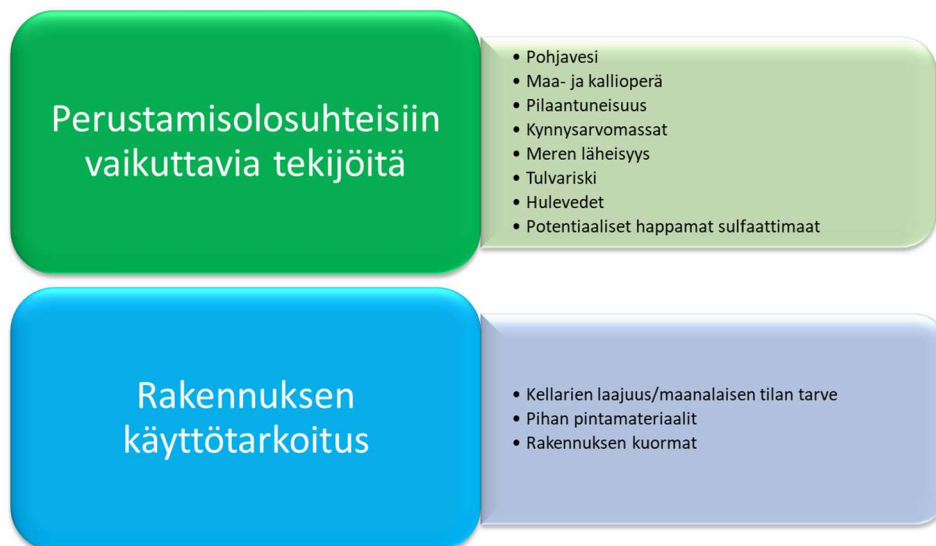 Perustamisolosuhteisiin
vaikuttavia tekijöitä
• Pohjavesi
• Maa- ja kallioperä
• Pilaantuneisuus
• Kynnysarvomassat
• Meren läheisyys
• Tulvariski
• Hulevedet
• Potentiaaliset happamat sulfaattimaat
Rakennuksen
käyttötarkoitus
• Kellarien laajuus/maanalaisen tilan tarve
• Pihan pintamateriaalit
• Rakennuksen kuormat